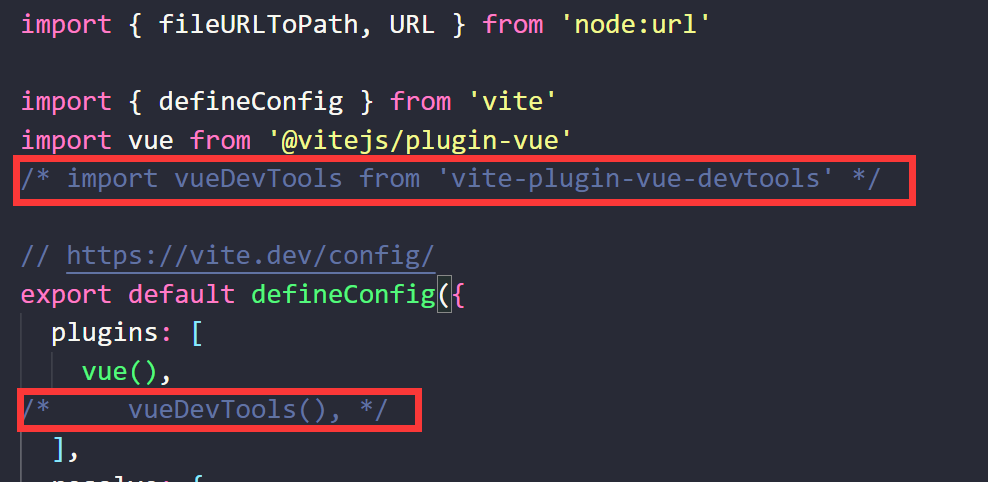 import { fileURLToPath, URL } from 'node:url'
import { defineConfig } from 'vite'
import vue from '@vitejs/plugin-vue'
/* import vueDevTools from 'vite-plugin-vue-devtools' */
// https://vite.dev/config/
export default defineConfig({
plugins: [
vue(),
/* vueDevTools(), */
],